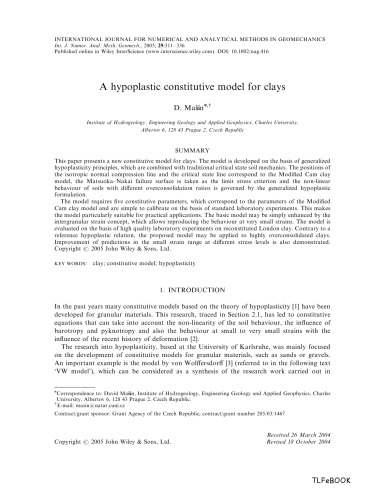 INTERNATIONAL JOURNAL FOR NUMERICAL AND ANALYTICAL METHODS IN GEOMECHANICS
Int. J. Numer. Anal. Meth. Geomech., 2005; 29:311–336
Published online in Wiley InterScience (www.interscience.wiley.com). DOI: 10.1002/nag.416
A hypoplastic constitutive model for clays
D. Mašín*,†
Institute of Hydrogeology, Engineering Geology and Applied Geophysics, Charles University,
Albertov 6, 128 43 Prague 2, Czech Republic
SUMMARY
This paper presents a new constitutive model for clays. The model is developed on the basis of generalized
hypoplasticity principles, which are combined with traditional critical state soil mechanics. The positions of
the isotropic normal compression line and the critical state line correspond to the Modified Cam clay
model, the Matsuoka–Nakai failure surface is taken as the limit stress criterion and the non-linear
behaviour of soils with different overconsolidation ratios is governed by the generalized hypoplastic
formulation.
The model requires five constitutive parameters, which correspond to the parameters of the Modified
Cam clay model and are simple to calibrate on the basis of standard laboratory experiments. This makes
the model particularly suitable for practical applications. The basic model may be simply enhanced by the
intergranular strain concept, which allows reproducing the behaviour at very small strains. The model is
evaluated on the basis of high quality laboratory experiments on reconstituted London clay. Contrary to a
reference hypoplastic relation, the proposed model may be applied to highly overconsolidated clays.
Improvement of predictions in the small strain range at different stress levels is also demonstrated.
Copyright © 2005 John Wiley & Sons, Ltd.
KEY WORDS: clay; constitutive model; hypoplasticity
1. INTRODUCTION
In the past years many constitutive models based on the theory of hypoplasticity [1] have been
developed for granular materials. This research, traced in Section 2.1, has led to constitutive
equations that can take into account the non-linearity of the soil behaviour, the influence of
barotropy and pyknotropy and also the behaviour at small to very small strains with the
influence of the recent history of deformation [2].
The research into hypoplasticity, based at the University of Karlsruhe, was mainly focused
on the development of constitutive models for granular materials, such as sands or gravels.
An important example is the model by von Wolffersdorff [3] (referred to in the following text
'VW model'), which can be considered as a synthesis of the research work carried out in
*Correspondence to: David Mašín, Institute of Hydrogeology, Engineering Geology and Applied Geophysics, Charles
University, Albertov 6, 128 43 Prague 2, Czech Republic.
†E-mail: masin@natur.cuni.cz
Contract/grant sponsor: Grant Agency of the Czech Republic, contract/grant number 205/03/1467
Received 26 March 2004
Copyright © 2005 John Wiley & Sons, Ltd. Revised 18 October 2004
TLFeBOOK